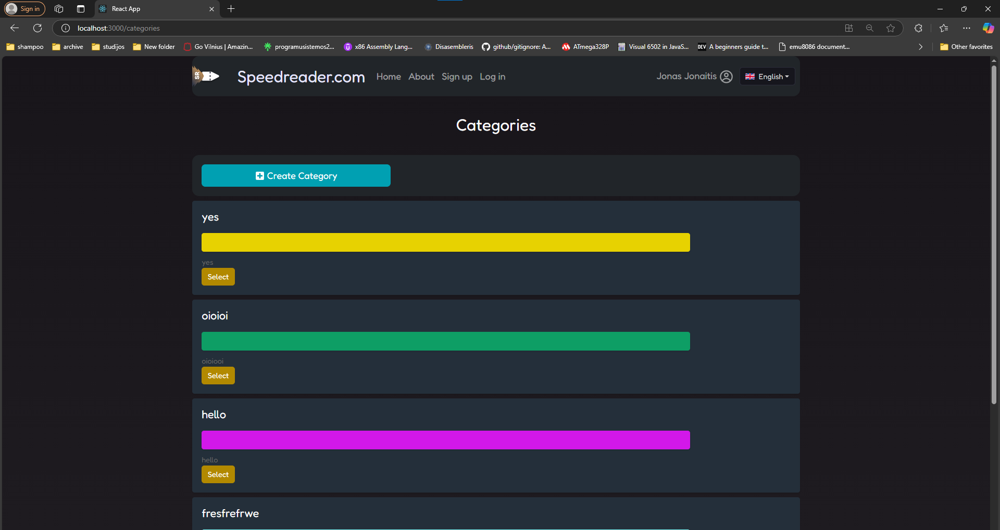 Sign in
React App
localhost:3000/categories
shampoo
archive
studijos
New folder
Go Vilnius | Amazin...
programusistemos2...
x86 Assembly Lang...
Disasembleris
github/gitignore: A...
ATmega328P
Visual 6502 in JavaS...
DEV A beginners guide t...
emu8086 document...
Other favorites
SR
Speedreader.com
Home
About
Sign up
Log in
Jonas Jonaitis
English
Categories
Create Category
yes
yes
Select
oioioi
oioiooi
Select
hello
hello
Select
fresfrefrwe